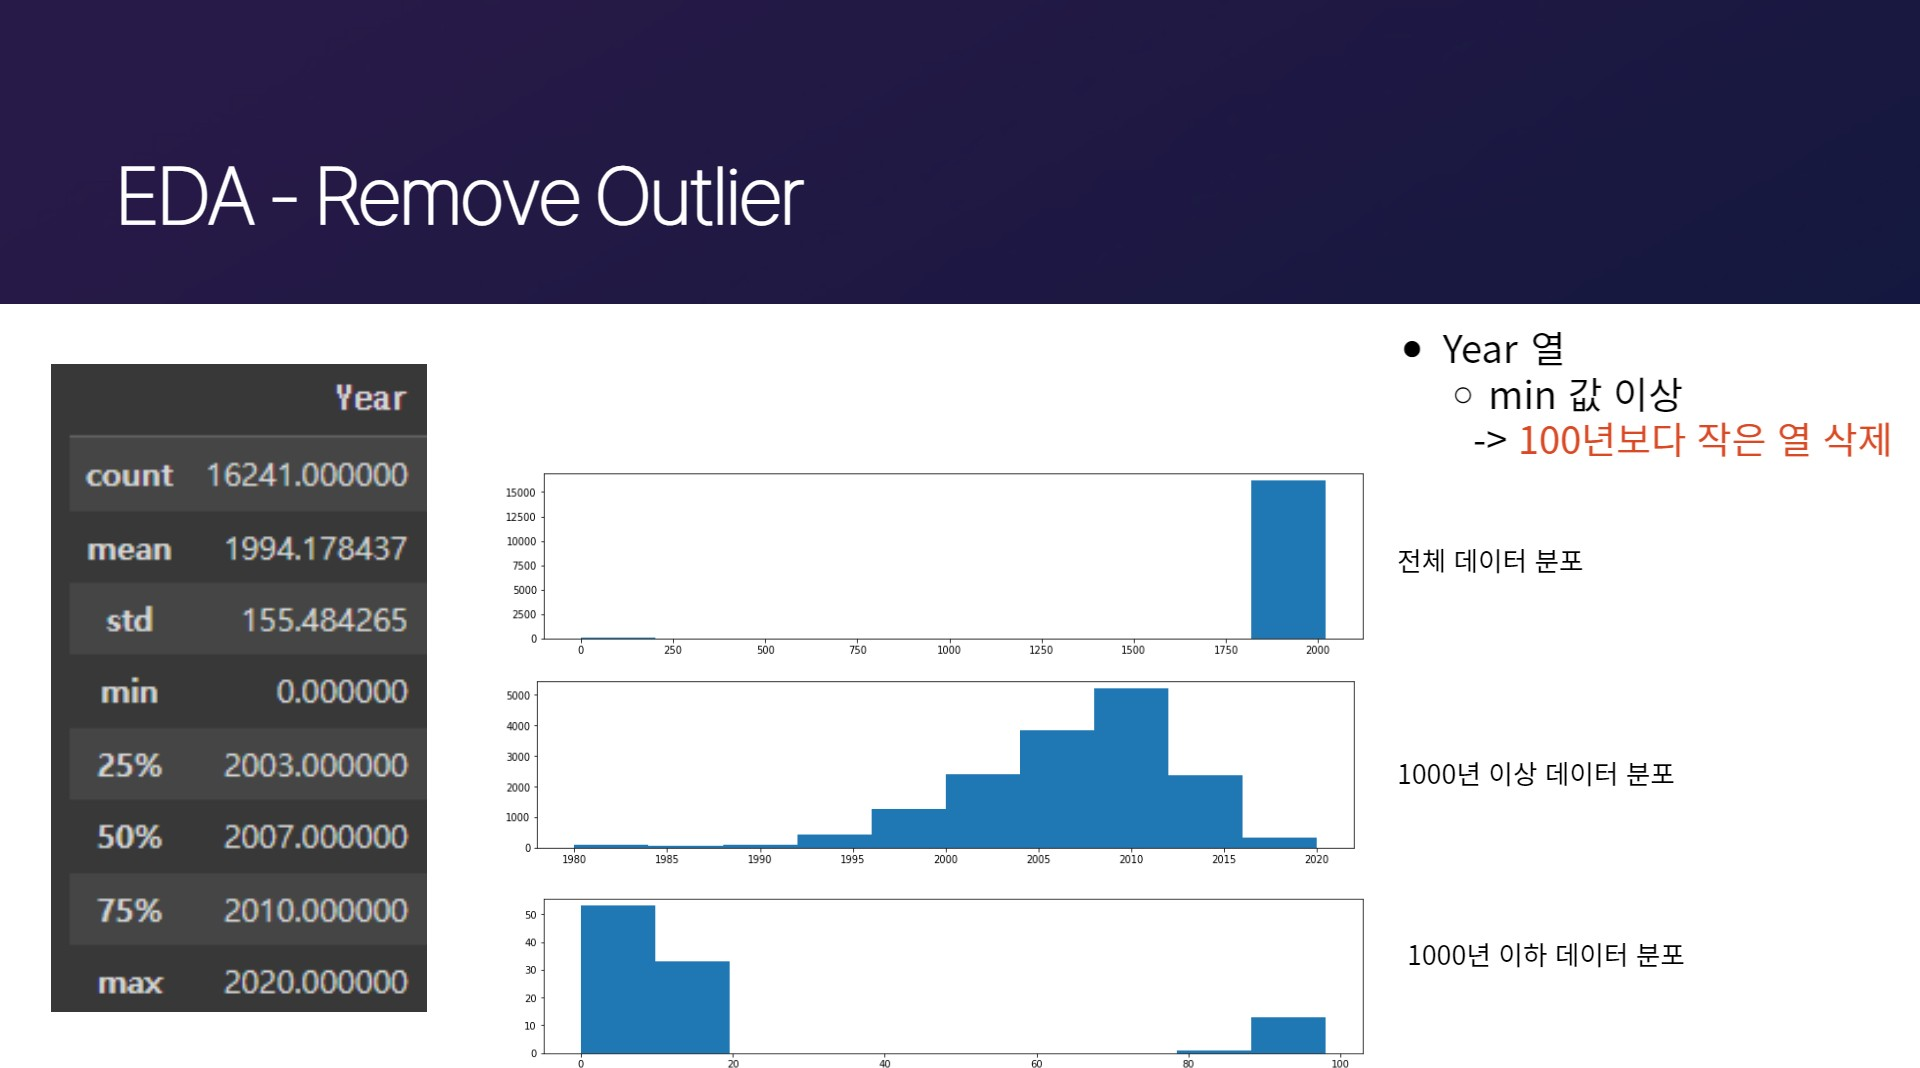 EDA - Remove Outlier
Year
count 16241.000000
mean 1994.178437
std 155.484265
min 0.000000
25% 2003.000000
50% 2007.000000
75% 2010.000000
max 2020.000000
● Year 열
○ min 값 이상
-> 100년보다 작은 열 삭제
15000
12500
10000
7500
5000
2500
0
0 250 500 750 1000 1250 1500 1750 2000
전체 데이터 분포
5000
4000
3000
2000
1000
0
1980 1985 1990 1995 2000 2005 2010 2015 2020
1000년 이상 데이터 분포
50
40
30
20
10
0
0 20 40 60 80 100
1000년 이하 데이터 분포